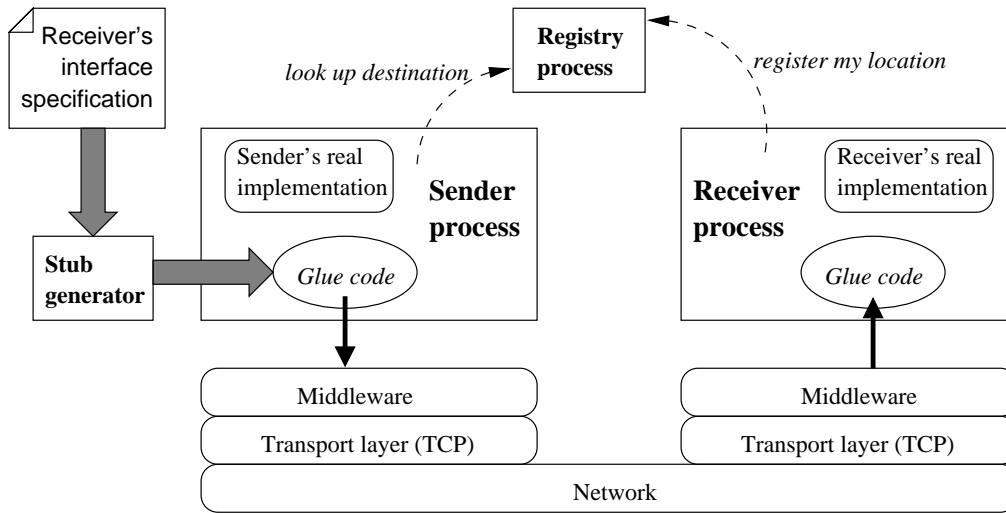 Receiver's
interface
specification
look up destination
Registry
process
register my location
Sender's real
implementation
Sender
process
Receiver
process
Receiver's real
implementation
Stub
generator
Glue code
Glue code
Middleware
Middleware
Transport layer (TCP)
Transport layer (TCP)
Network